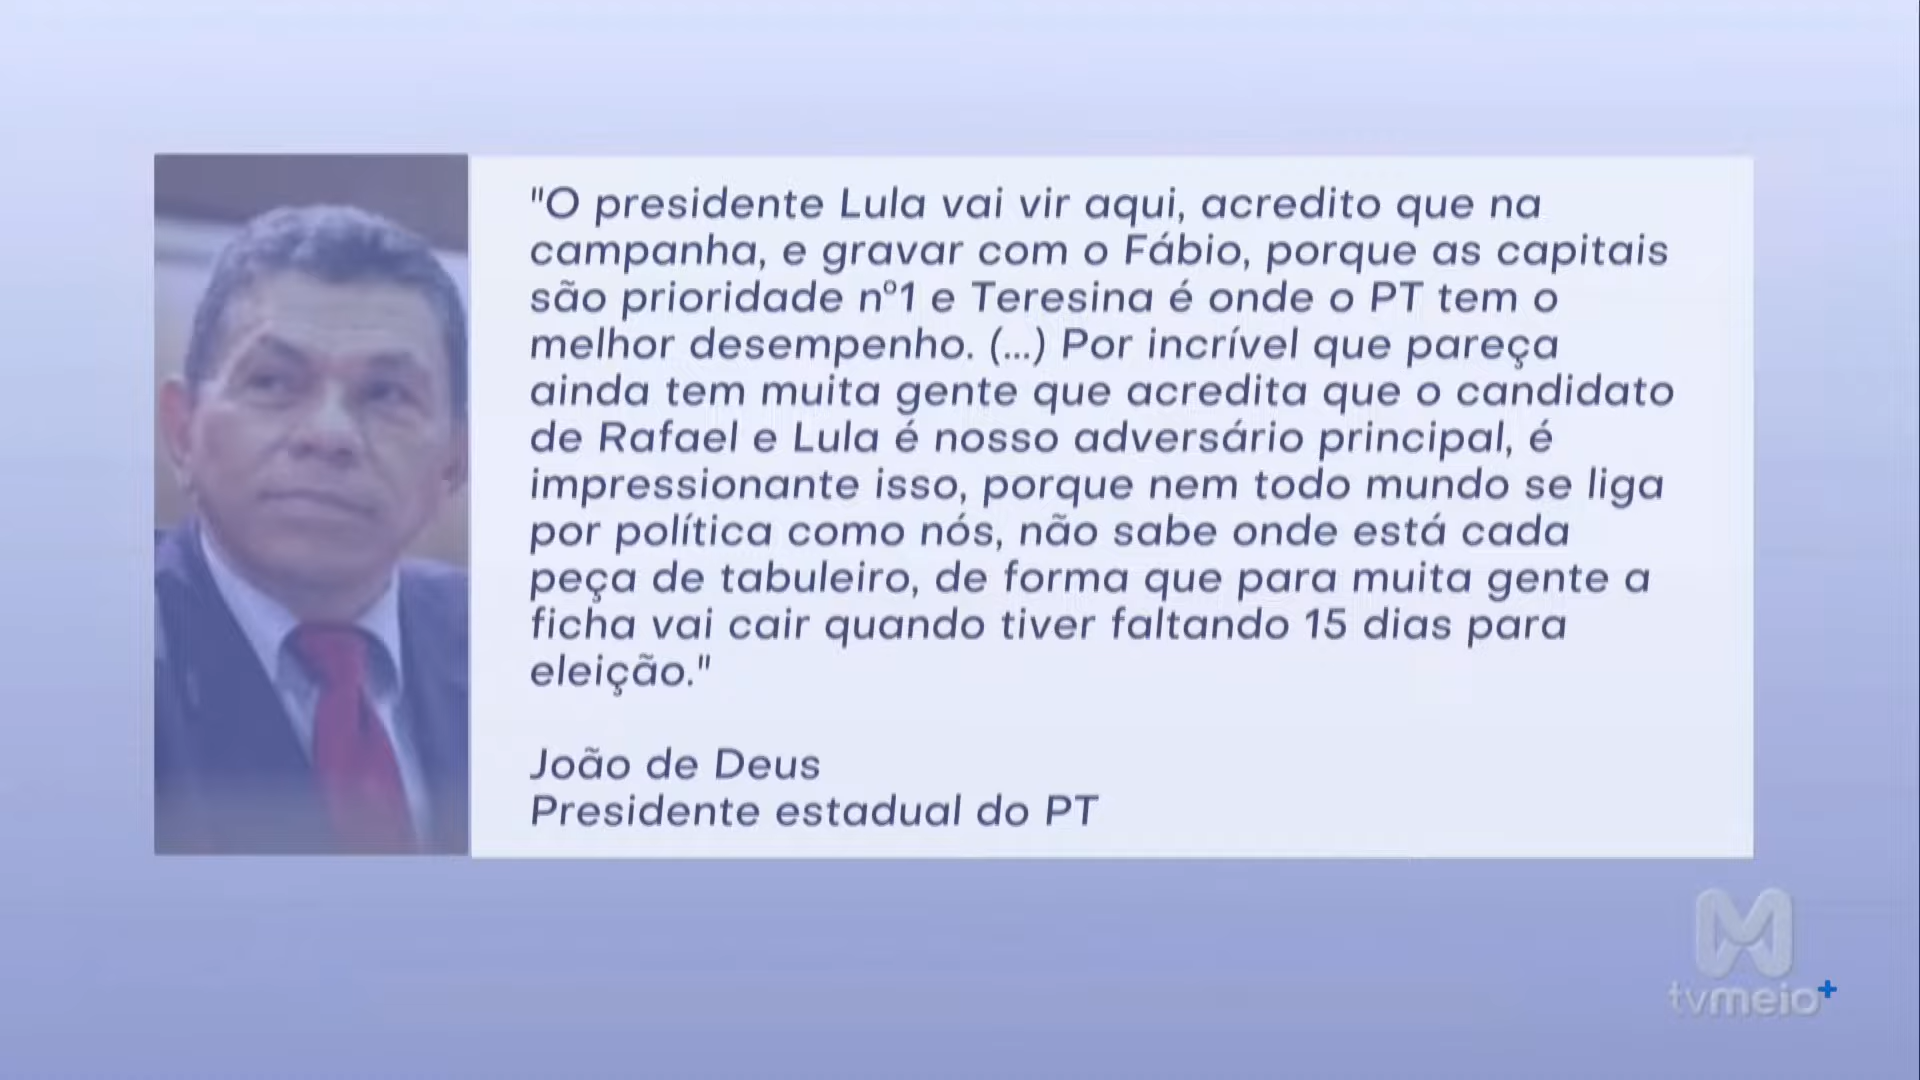 "O presidente Lula vai vir aqui, acredito que na
campanha, e gravar com o Fábio, porque as capitais
são prioridade nº1 e Teresina é onde o PT tem o
melhor desempenho. (...) Por incrível que pareça
ainda tem muita gente que acredita que o candidato
de Rafael e Lula é nosso adversário principal, é
impressionante isso, porque nem todo mundo se liga
por política como nós, não sabe onde está cada
peça de tabuleiro, de forma que para muita gente a
ficha vai cair quando tiver faltando 15 dias para
eleição."
João de Deus
Presidente estadual do PT
tvmeio+